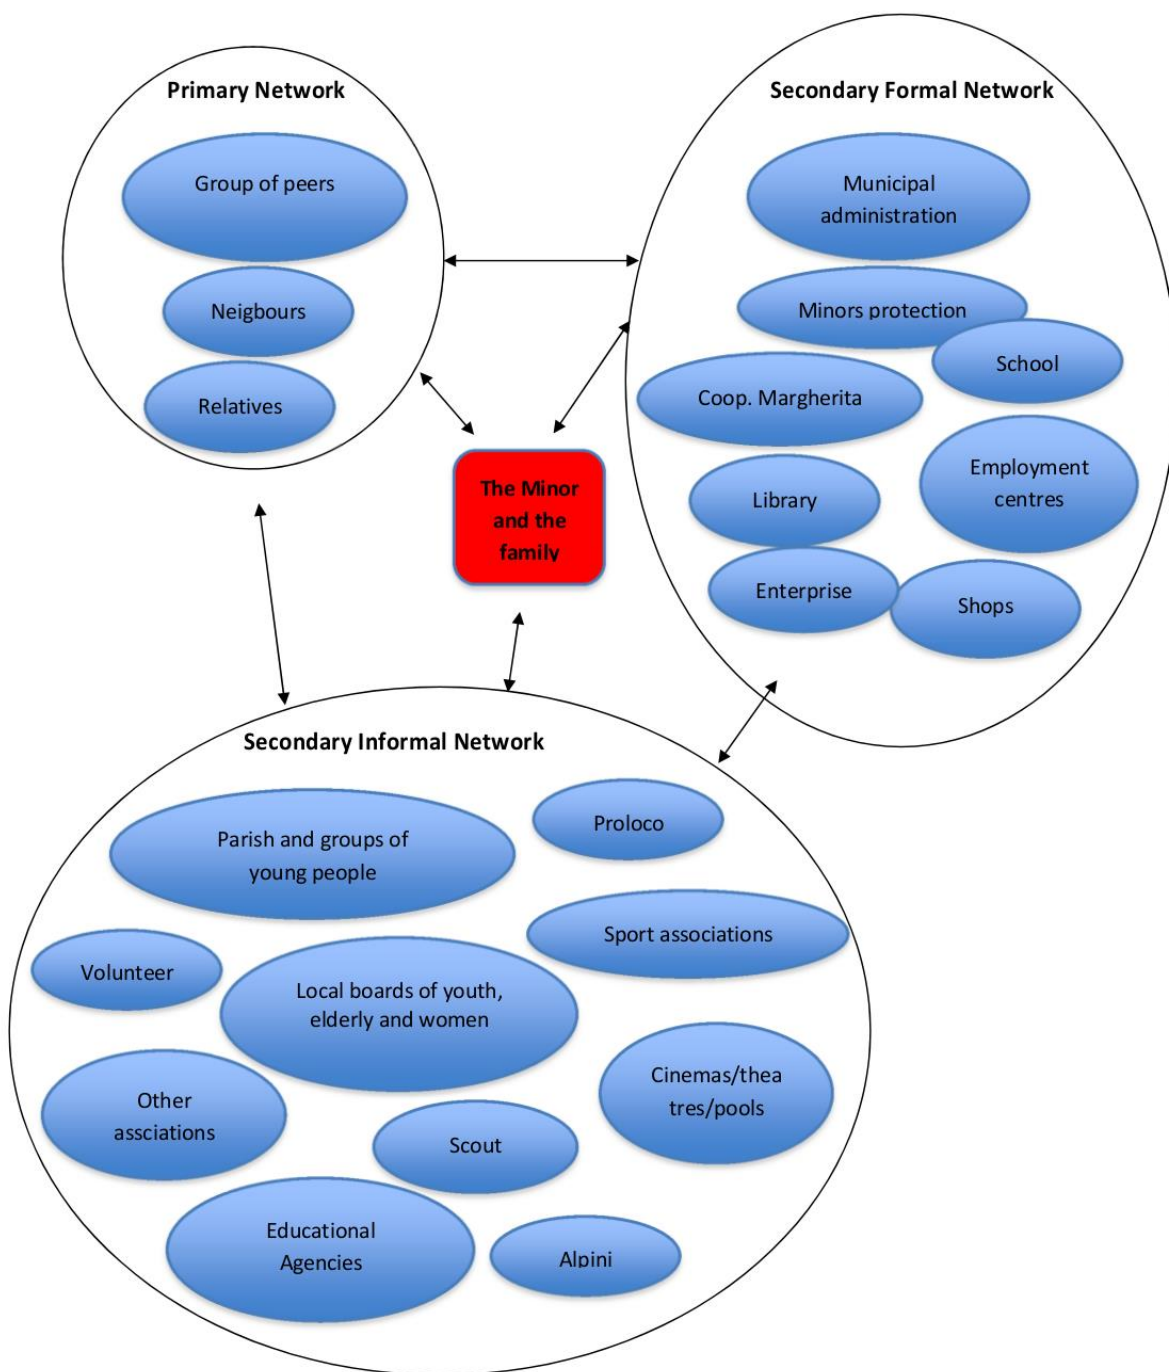 Primary Network
Group of peers
Neigbours
Relatives
Secondary Formal Network
Municipal
administration
Minors protection
School
Coop. Margherita
Employment
centres
Library
Enterprise
Shops
The Minor
and the
family
Secondary Informal Network
Parish and groups of
young people
Proloco
Sport associations
Volunteer
Local boards of youth,
elderly and women
Cinemas/thea
tres/pools
Other
assciations
Scout
Educational
Agencies
Alpini